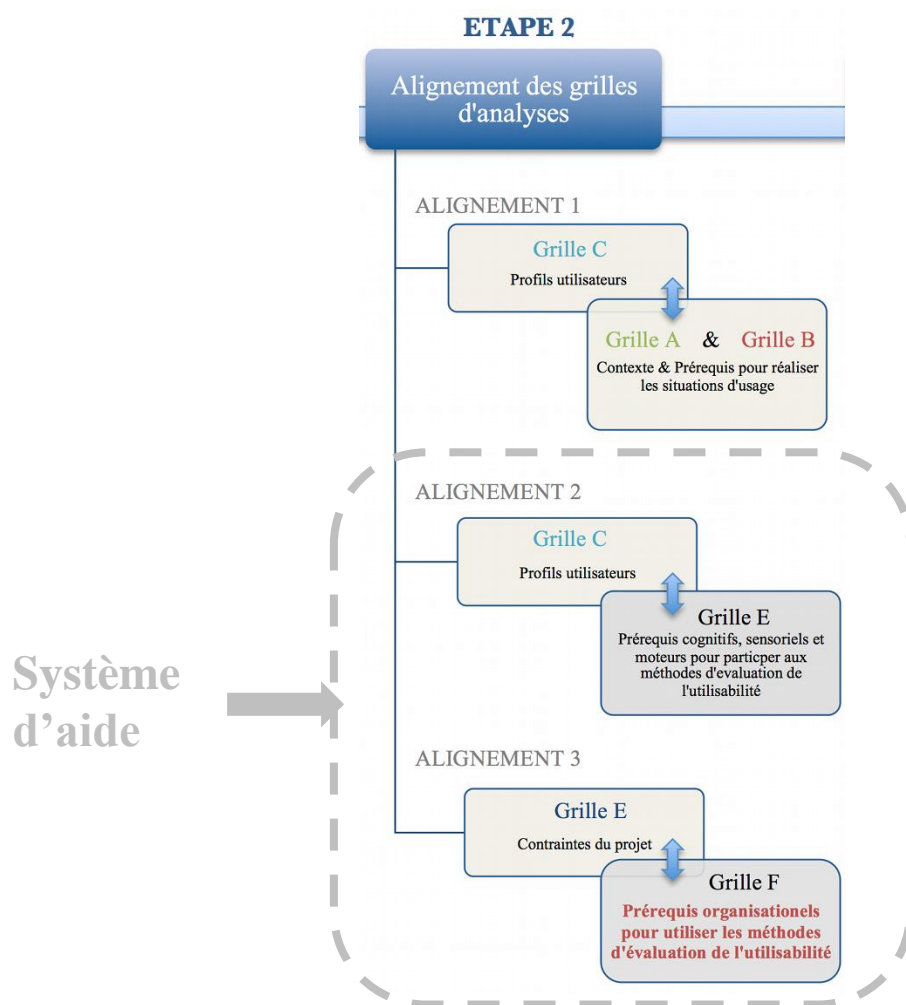 ETAPE 2
Alignement des grilles
d'analyses
ALIGNEMENT 1
Grille C
Profils utilisateurs
Grille A & Grille B
Contexte & Prérequis pour réaliser
les situations d'usage
ALIGNEMENT 2
Grille C
Profils utilisateurs
Grille E
Prérequis cognitifs, sensoriels et
moteurs pour particper aux
méthodes d'evaluation de
l'utilisabilité
Système
d’aide
ALIGNEMENT 3
Grille E
Contraintes du projet
Grille F
Prérequis organisationels
pour utiliser les méthodes
d'évaluation de l'utilisabilité